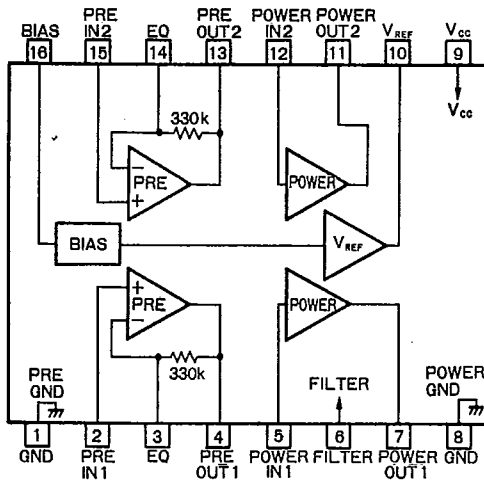 BIAS PRE IN2 EQ PRE OUT2 POWER IN2 POWER OUT2 VREF VCC
16 15 14 13 12 11 10 9
VCC
330k
PRE
POWER
BIAS
VREF
PRE
POWER
330k
PRE GND
FILTER
POWER GND
1 2 3 4 5 6 7 8
GND PRE IN1 EQ PRE OUT1 POWER IN1 FILTER POWER OUT1 GND